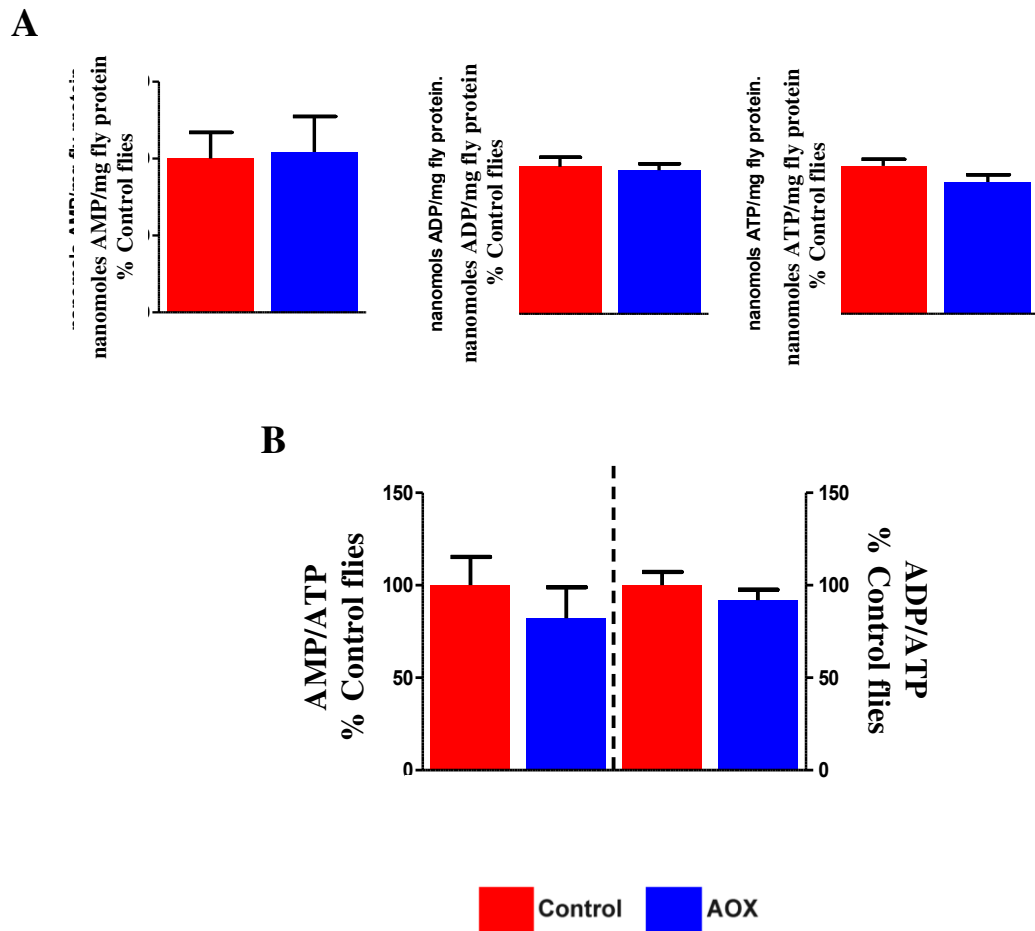 A
nanomoles AMP/mg fly protein
% Control flies
nanomols ADP/mg fly protein.
nanomoles ADP/mg fly protein
% Control flies
nanomols ATP/mg fly protein.
nanomoles ATP/mg fly protein
% Control flies
B
AMP/ATP
% Control flies
150
100
50
0
150
100
50
0
ADP/ATP
% Control flies
Control
AOX